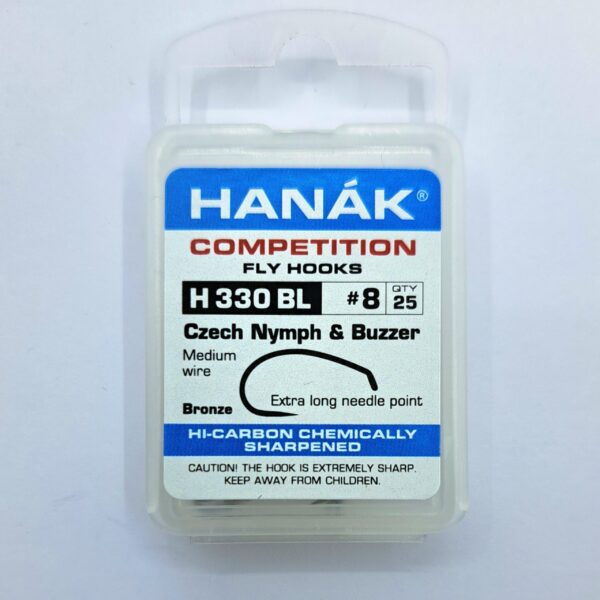 HANÁK®
COMPETITION
FLY HOOKS
H 330 BL #8 QTY 25
Czech Nymph & Buzzer
Medium
wire
Extra long needle point
Bronze
HI-CARBON CHEMICALLY
SHARPENED
CAUTION! THE HOOK IS EXTREMELY SHARP.
KEEP AWAY FROM CHILDREN.